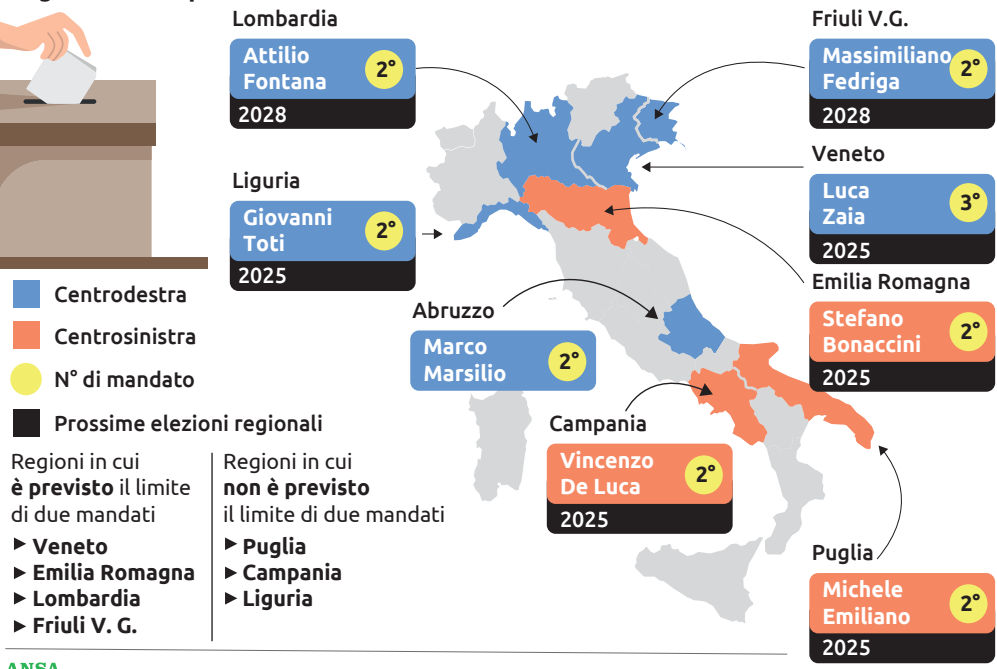 Lombardia
Attilio
Fontana
2°
2028
Friuli V.G.
Massimiliano
Fedriga
2°
2028
Veneto
Luca
Zaia
3°
2025
Liguria
Giovanni
Toti
2°
2025
Emilia Romagna
Stefano
Bonaccini
2°
2025
Abruzzo
Marco
Marsilio
2°
Campania
Vincenzo
De Luca
2°
2025
Puglia
Michele
Emiliano
2°
2025
Centrodestra
Centrosinistra
N° di mandato
Prossime elezioni regionali
Regioni in cui
è previsto il limite
di due mandati
▶ Veneto
▶ Emilia Romagna
▶ Lombardia
▶ Friuli V. G.
Regioni in cui
non è previsto
il limite di due mandati
▶ Puglia
▶ Campania
▶ Liguria
ANSA